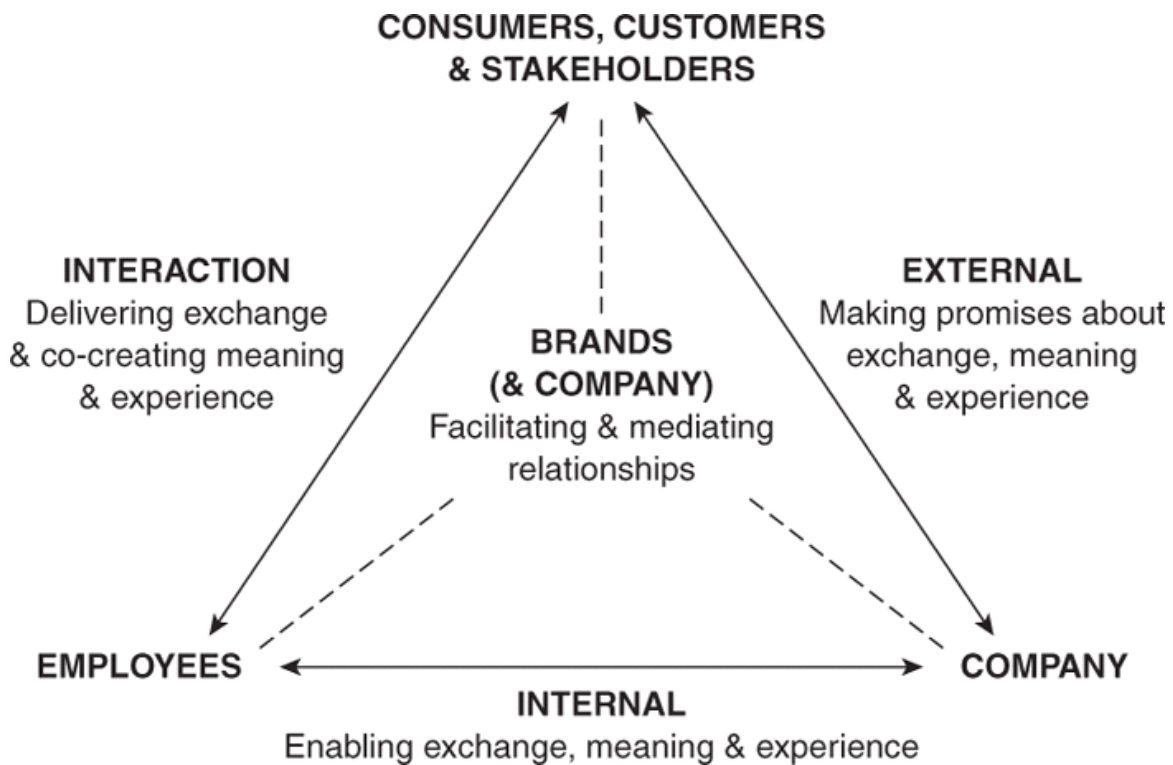 CONSUMERS, CUSTOMERS
& STAKEHOLDERS
INTERACTION
Delivering exchange
& co-creating meaning
& experience
EXTERNAL
Making promises about
exchange, meaning
& experience
BRANDS
(& COMPANY)
Facilitating & mediating
relationships
EMPLOYEES
COMPANY
INTERNAL
Enabling exchange, meaning & experience